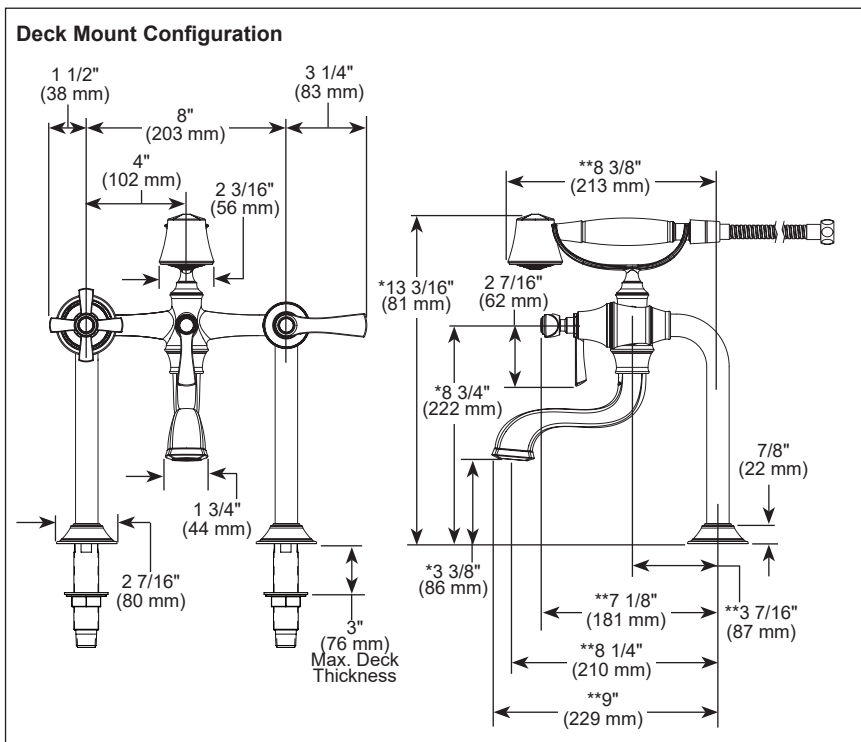 Deck Mount Configuration
1 1/2"
(38 mm)
8"
(203 mm)
3 1/4"
(83 mm)
4"
(102 mm)
2 3/16"
(56 mm)
1 3/4"
(44 mm)
2 7/16"
(80 mm)
3"
(76 mm)
Max. Deck
Thickness
**8 3/8"
(213 mm)
*13 3/16"
(81 mm)
2 7/16"
(62 mm)
*8 3/4"
(222 mm)
7/8"
(22 mm)
*3 3/8"
(86 mm)
**7 1/8"
(181 mm)
**3 7/16"
(87 mm)
**8 1/4"
(210 mm)
**9"
(229 mm)